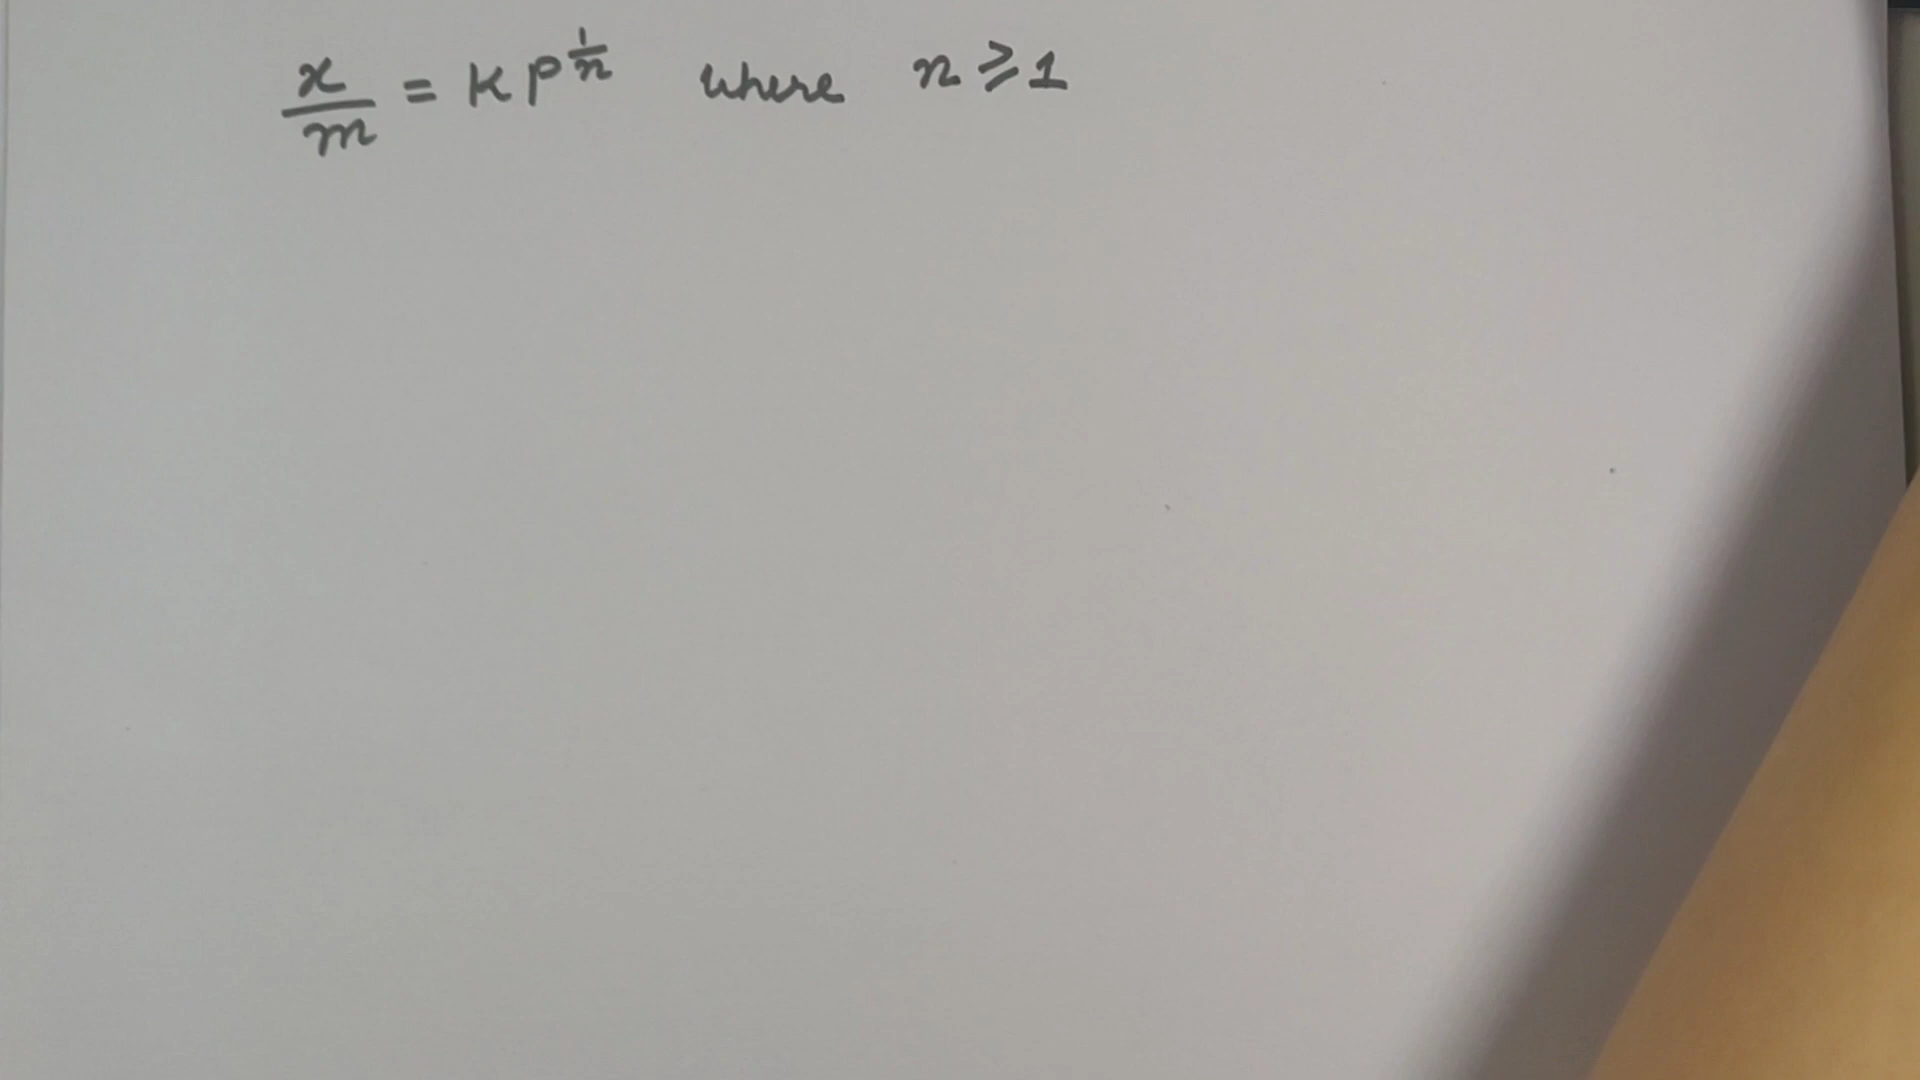 x/m = K P^(1/n) where n ⩾ 1